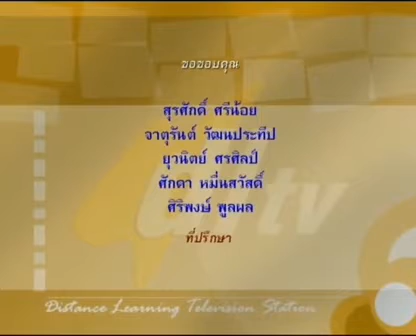 ขอขอบคุณ
สุรศักดิ์ ศรีน้อย
จาตุรันต์ วัฒนประทีป
ยุวนิตย์ ศรศิลป์
ศักดา หมื่นสวัสดิ์
ศิริพงษ์ พูลผล
ที่ปรึกษา
dltv
Distance Learning Television Station